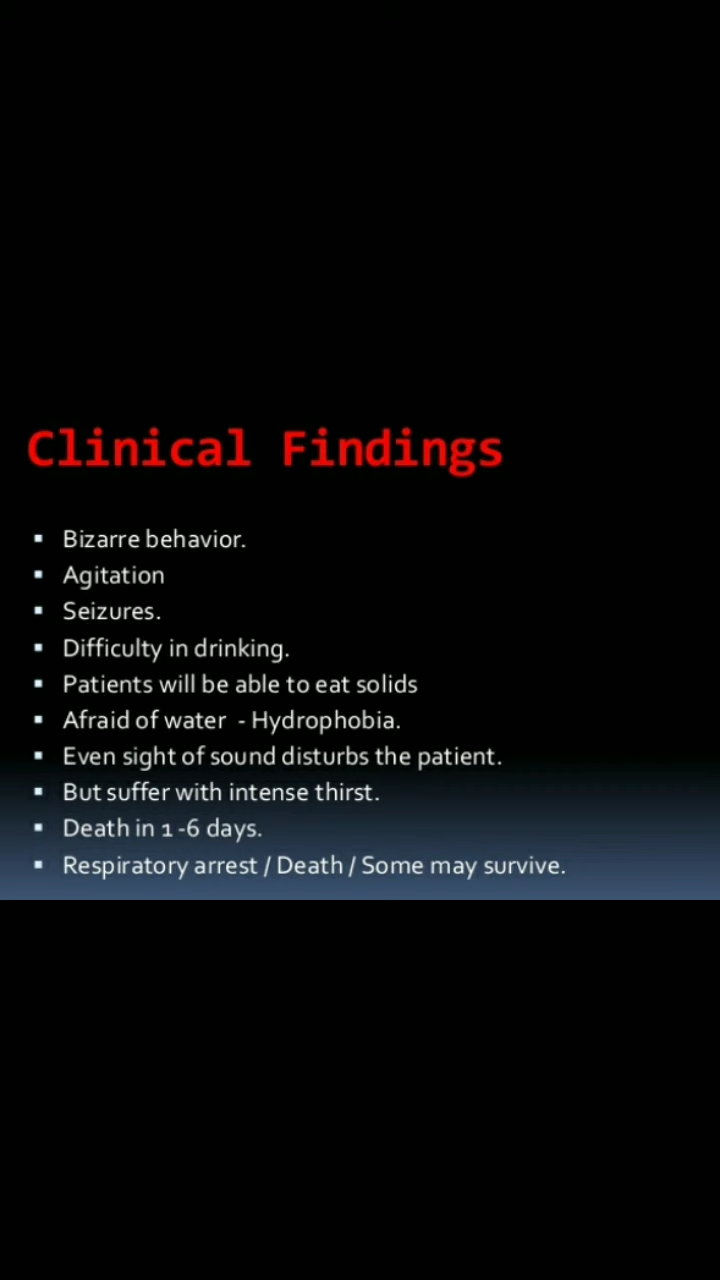 Clinical Findings
▪ Bizarre behavior.
▪ Agitation
▪ Seizures.
▪ Difficulty in drinking.
▪ Patients will be able to eat solids
▪ Afraid of water - Hydrophobia.
▪ Even sight of sound disturbs the patient.
▪ But suffer with intense thirst.
▪ Death in 1 -6 days.
▪ Respiratory arrest / Death / Some may survive.